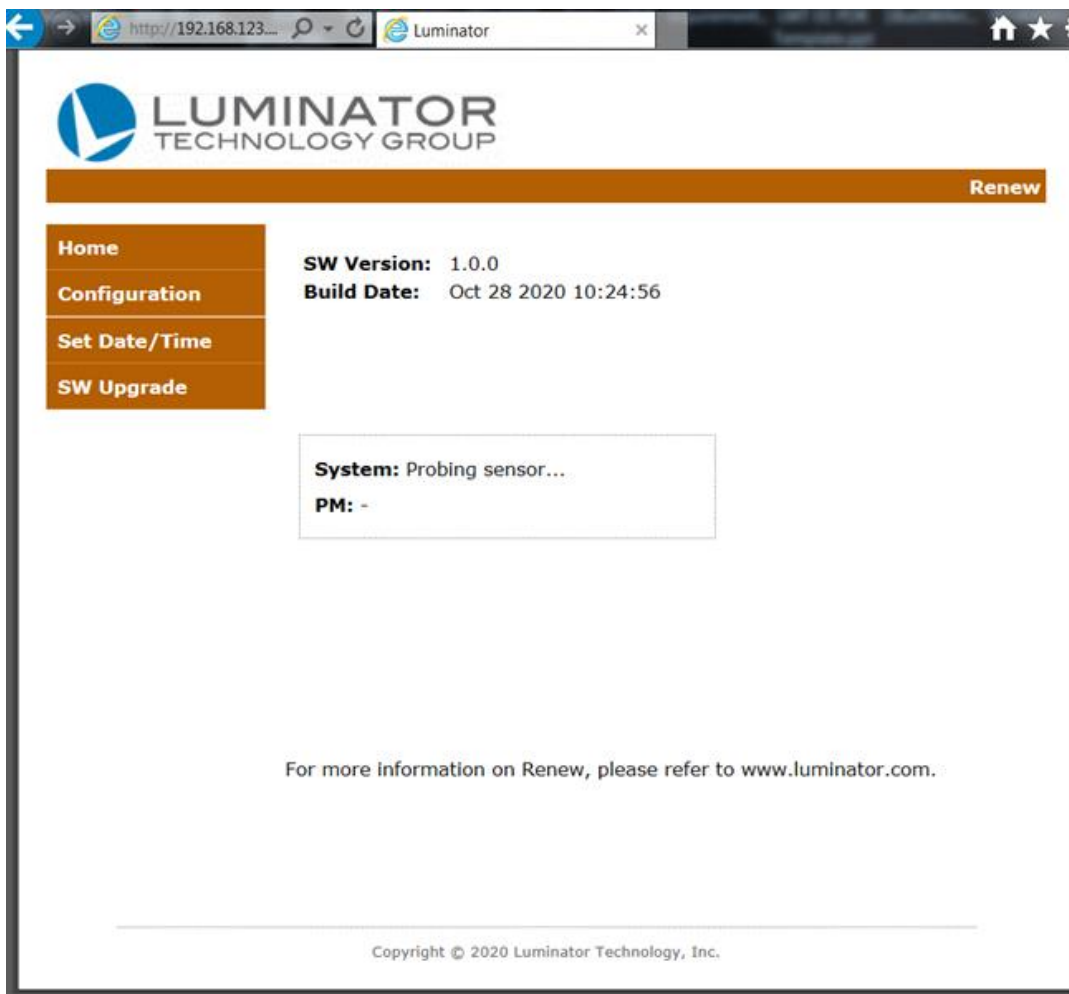 http://192.168.123... Luminator
LUMINATOR
TECHNOLOGY GROUP
Renew
Home
Configuration
Set Date/Time
SW Upgrade
SW Version: 1.0.0
Build Date: Oct 28 2020 10:24:56
System: Probing sensor...
PM: -
For more information on Renew, please refer to www.luminator.com.
Copyright © 2020 Luminator Technology, Inc.